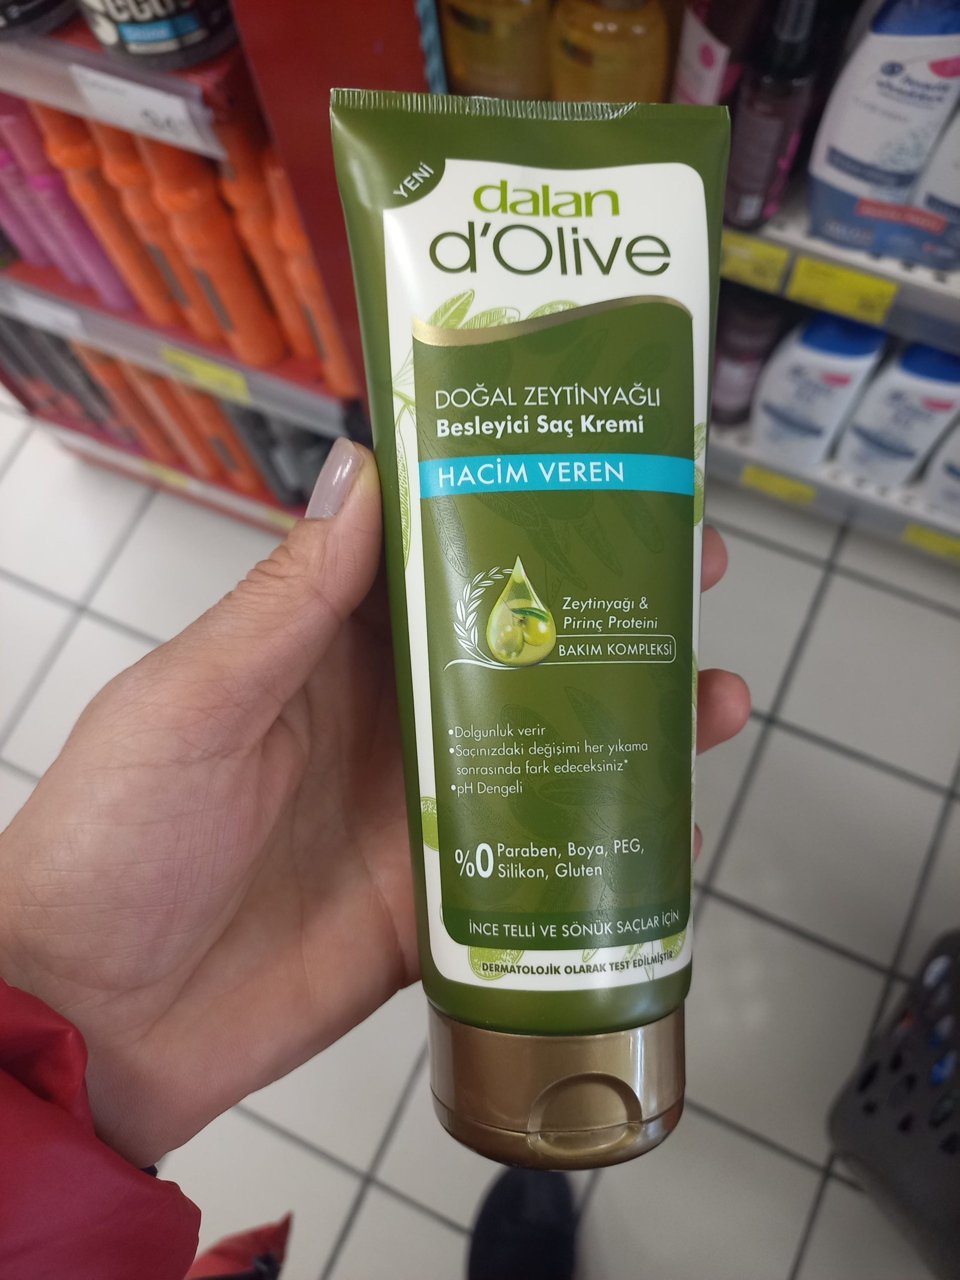 YENİ
dalan
d'Olive
DOĞAL ZEYTİNYAĞLI
Besleyici Saç Kremi
HACİM VEREN
Zeytinyağı &
Pirinç Proteini
BAKIM KOMPLEKSİ
•Dolgunluk verir
•Saçınızdaki değişimi her yıkama
sonrasında fark edeceksiniz*
•pH Dengeli
%0 Paraben, Boya, PEG,
Silikon, Gluten
İNCE TELLİ VE SÖNÜK SAÇLAR İÇİN
DERMATOLOJİK OLARAK TEST EDİLMİŞTİR